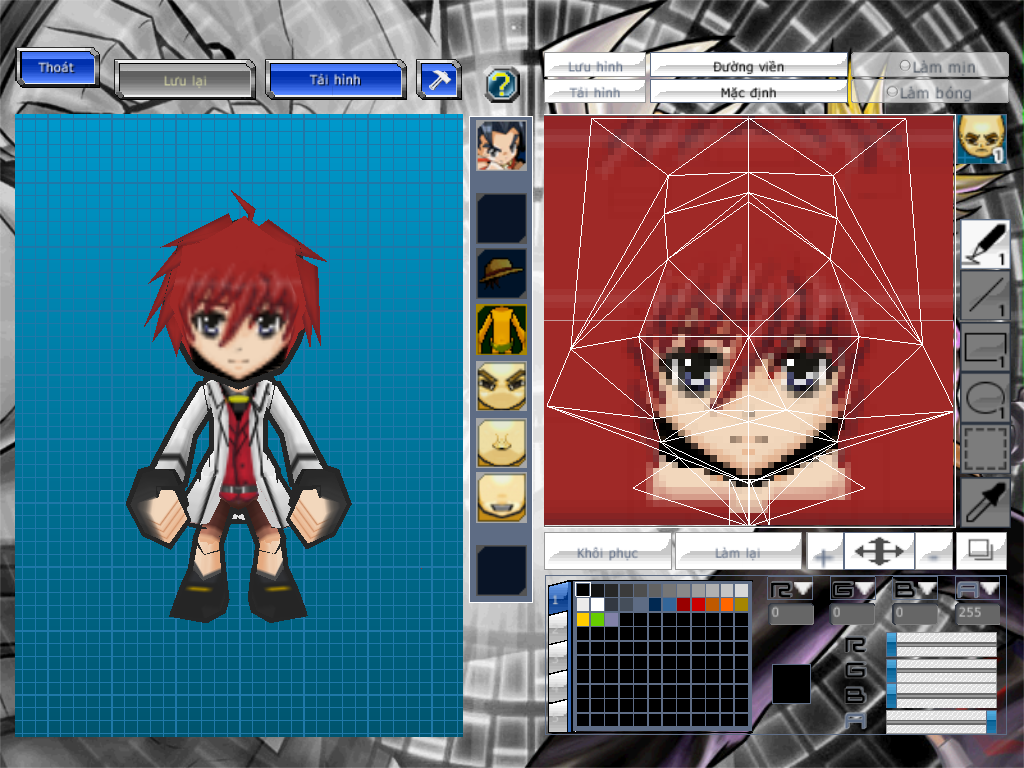 Thoát
Lưu lại
Tải hình
?
Lưu hình
Đường viền
Làm mịn
Tải hình
Mặc định
Làm bóng
1
1
1
1
1
Khôi phục
Làm lại
+
-
1
R
G
B
A
0
0
0
255
R
G
B
A